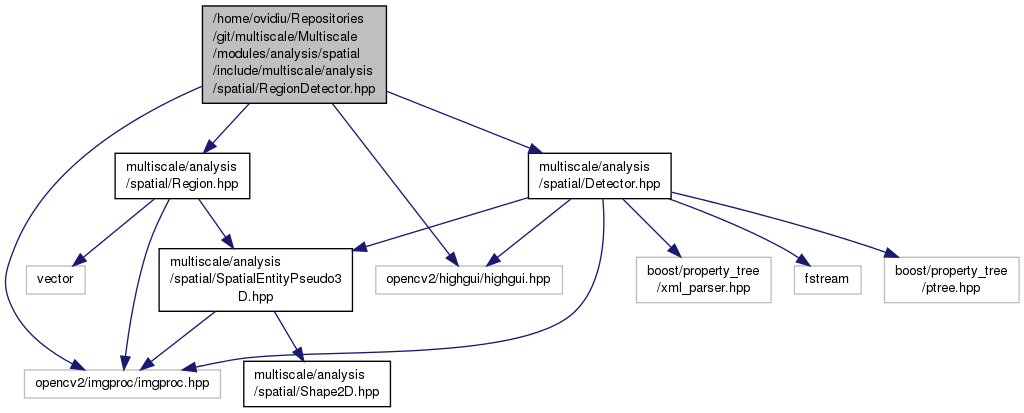 /home/ovidiu/Repositories
/git/multiscale/Multiscale
/modules/analysis/spatial
/include/multiscale/analysis
/spatial/RegionDetector.hpp
multiscale/analysis
/spatial/Region.hpp
multiscale/analysis
/spatial/Detector.hpp
vector
multiscale/analysis
/spatial/SpatialEntityPseudo3
D.hpp
opencv2/highgui/highgui.hpp
boost/property_tree
/xml_parser.hpp
fstream
boost/property_tree
/ptree.hpp
opencv2/imgproc/imgproc.hpp
multiscale/analysis
/spatial/Shape2D.hpp